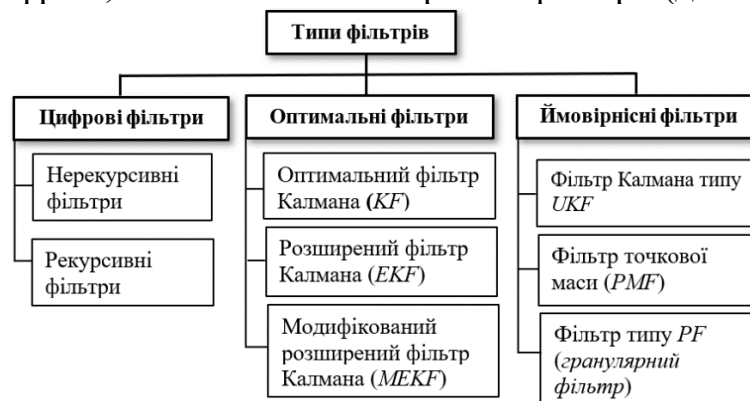 Типи фільтрів
Цифрові фільтри
Оптимальні фільтри
Ймовірнісні фільтри
Нерекурсивні
фільтри
Рекурсивні
фільтри
Оптимальний фільтр
Калмана (KF)
Розширений фільтр
Калмана (EKF)
Модифікований
розширений фільтр
Калмана (MEKF)
Фільтр Калмана типу
UKF
Фільтр точкової
маси (PMF)
Фільтр типу PF
(гранулярний
фільтр)